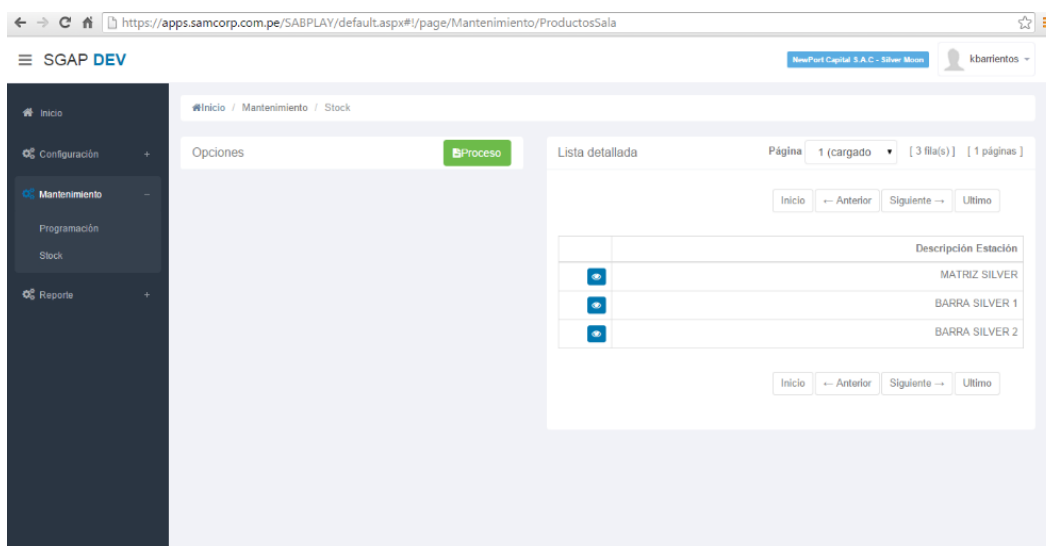 https://apps.samcorp.com.pe/SABPLAY/default.aspx#!/page/Mantenimiento/ProductosSala
SGAP DEV
NewPort Capital S.A.C - Silver Moon
kbarrientos
Inicio
Configuración +
Mantenimiento −
Programación
Stock
Reporte +
Inicio / Mantenimiento / Stock
Opciones
Proceso
Lista detallada
Página 1 (cargado [ 3 fila(s) ] [ 1 páginas ]
Inicio ← Anterior Siguiente → Ultimo
Descripción Estación
MATRIZ SILVER
BARRA SILVER 1
BARRA SILVER 2
Inicio ← Anterior Siguiente → Ultimo